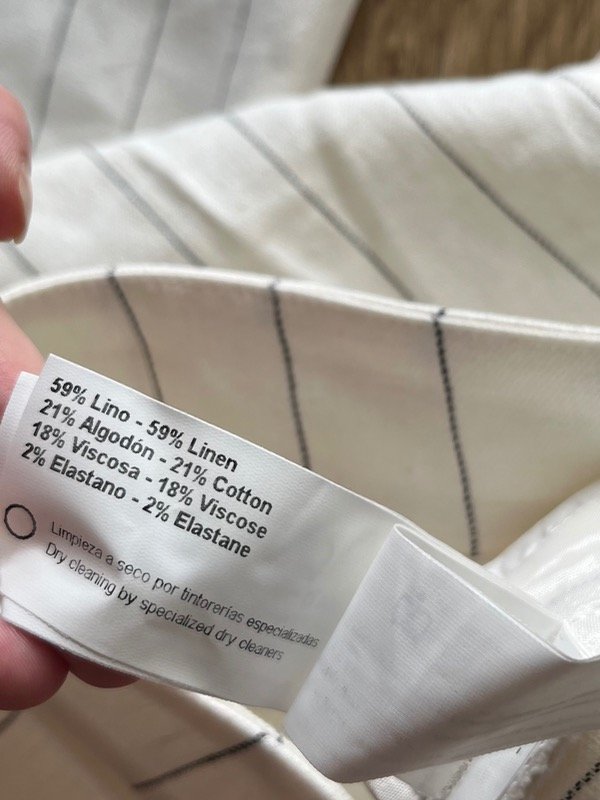 59% Lino - 59% Linen
21% Algodón - 21% Cotton
18% Viscosa - 18% Viscose
2% Elastano - 2% Elastane
Limpieza a seco por tintorerías especializadas
Dry cleaning by specialized dry cleaners